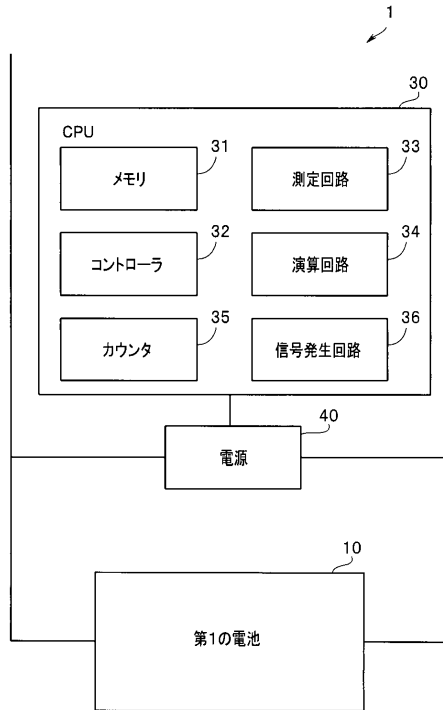 1
30
CPU
31
33
メモリ
測定回路
32
34
コントローラ
演算回路
35
36
カウンタ
信号発生回路
40
電源
10
第1の電池